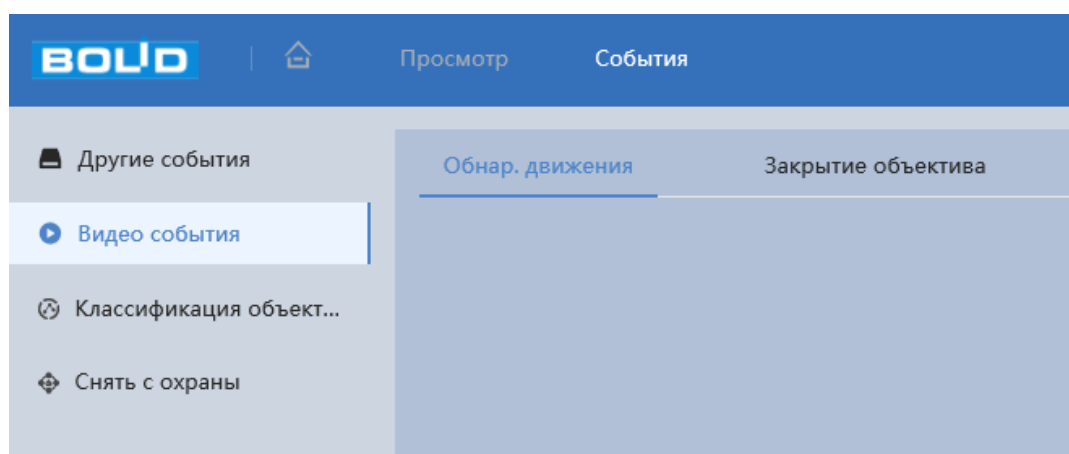 BOLID Просмотр События
Другие события
Обнар. движения Закрытие объектива
Видео события
Классификация объект...
Снять с охраны